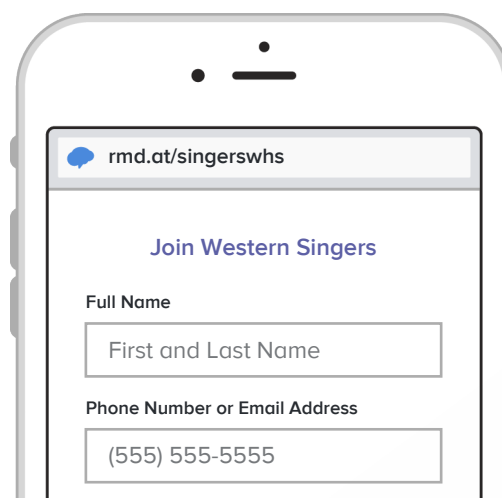 rmd.at/singerswhs
Join Western Singers
Full Name
First and Last Name
Phone Number or Email Address
(555) 555-5555